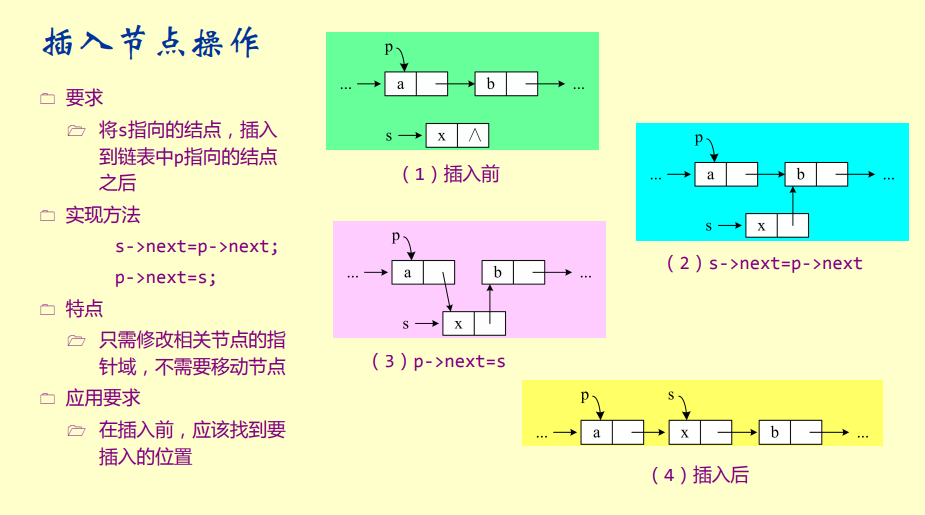 插入节点操作
要求
将s指向的结点，插入
到链表中p指向的结点
之后
实现方法
s->next=p->next;
p->next=s;
特点
只需修改相关节点的指
针域，不需要移动节点
应用要求
在插入前，应该找到要
插入的位置
p
... a b ...
s x ∧
（1）插入前
p
... a b ...
s x
（2）s->next=p->next
p
... a b ...
s x
（3）p->next=s
p s
... a x b ...
（4）插入后